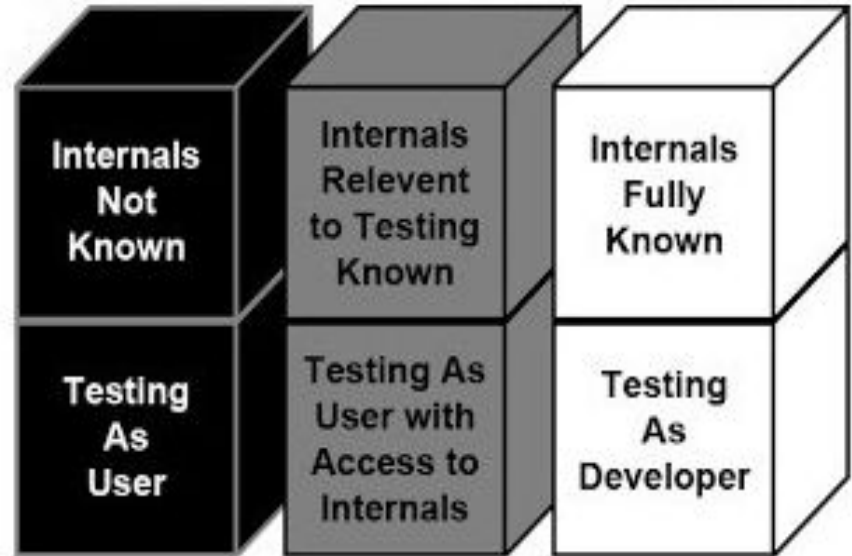 Internals
Not
Known
Internals
Relevent
to Testing
Known
Internals
Fully
Known
Testing
As
User
Testing As
User with
Access to
Internals
Testing
As
Developer